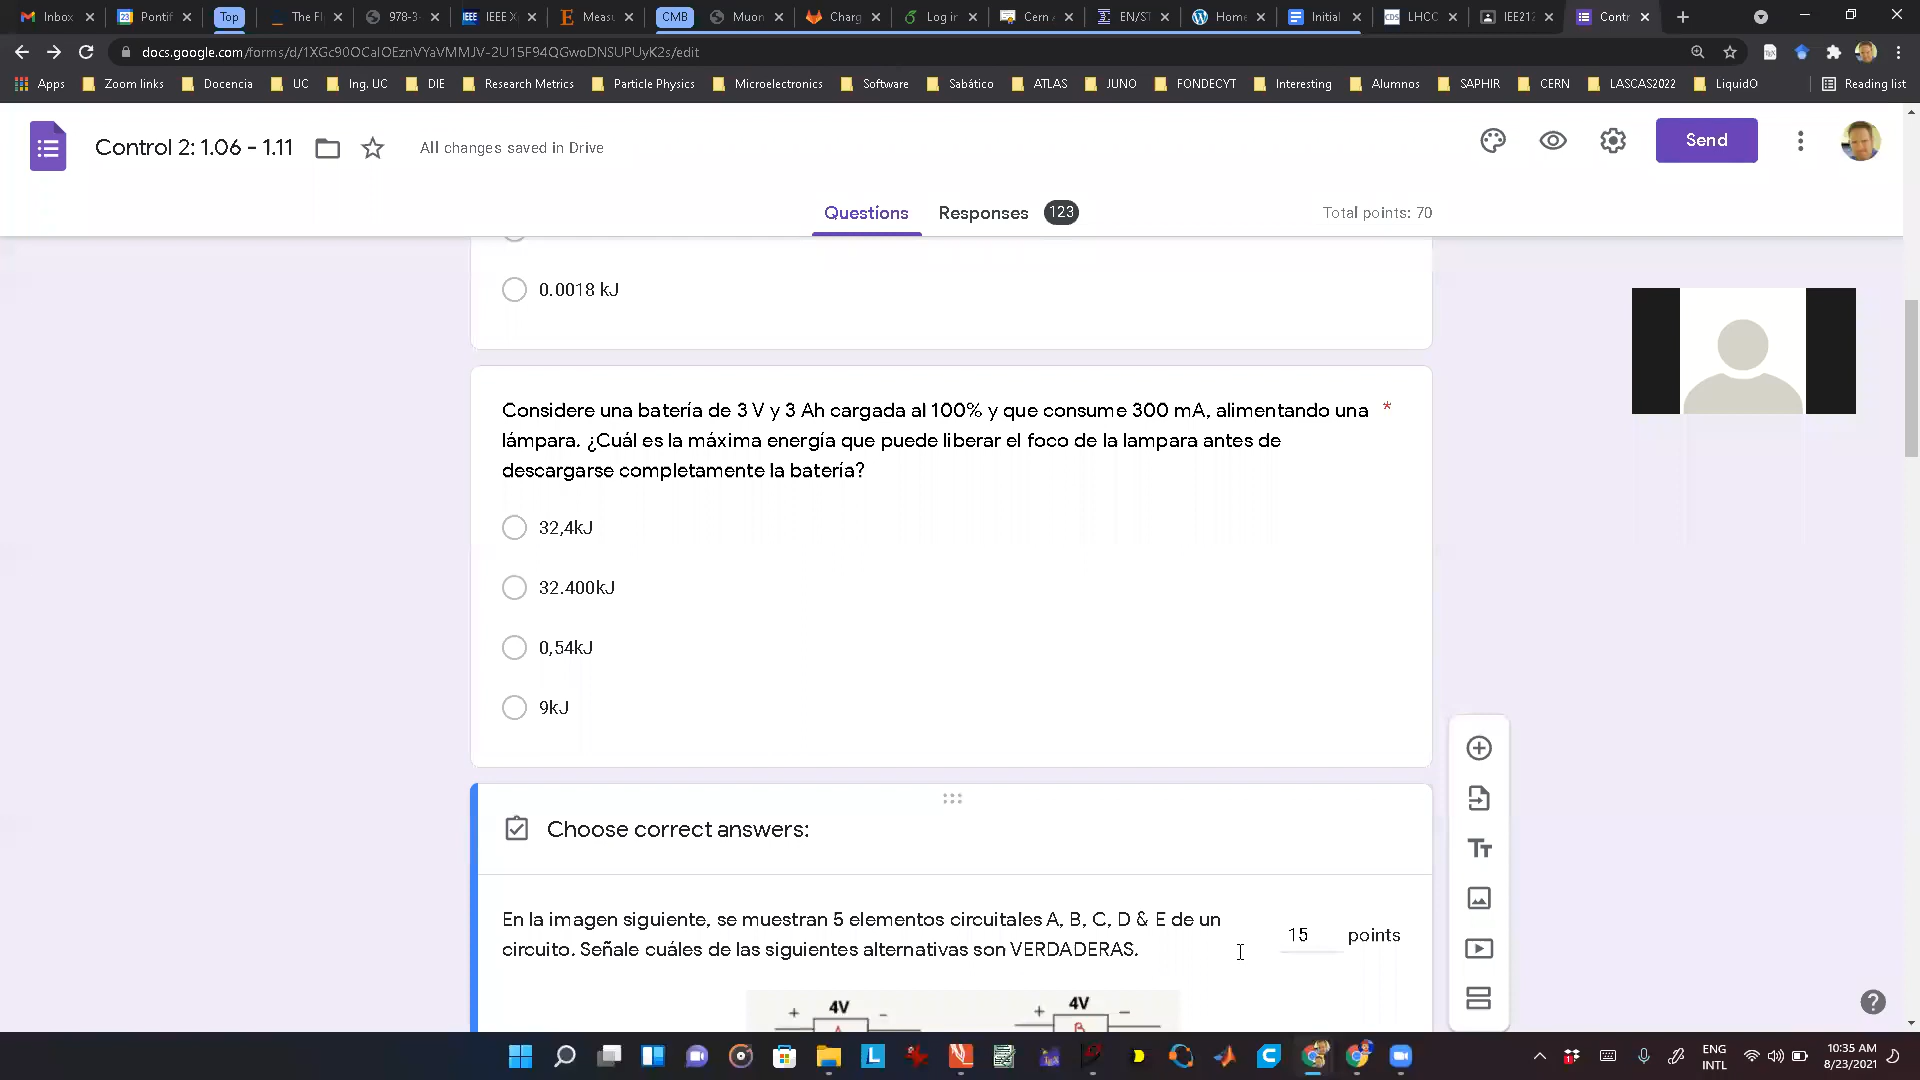 Inbox
Pontif
Top
The Fl
978-3-
IEEE X
Measu
CMB
Muon
Charg
Log in
Cern
EN/ST
Home
Initial
LHCC
IEE212
Contr
docs.google.com/forms/d/1XGc90OCaIOEznVYaVMMJV-2U15F94QGwoDNSUPUyK2s/edit
Apps
Zoom links
Docencia
UC
Ing. UC
DIE
Research Metrics
Particle Physics
Microelectronics
Software
Sabático
ATLAS
JUNO
FONDECYT
Interesting
Alumnos
SAPHIR
CERN
LASCAS2022
LiquidO
Reading list
Control 2: 1.06 - 1.11
All changes saved in Drive
Send
Questions
Responses 123
Total points: 70
0.0018 kJ
Considere una batería de 3 V y 3 Ah cargada al 100% y que consume 300 mA, alimentando una *
lámpara. ¿Cuál es la máxima energía que puede liberar el foco de la lampara antes de
descargarse completamente la batería?
32,4kJ
32.400kJ
0,54kJ
9kJ
Choose correct answers:
En la imagen siguiente, se muestran 5 elementos circuitales A, B, C, D & E de un
circuito. Señale cuáles de las siguientes alternativas son VERDADERAS.
15 points
+ 4V -
+ 4V -
ENG
INTL
10:35 AM
8/23/2021